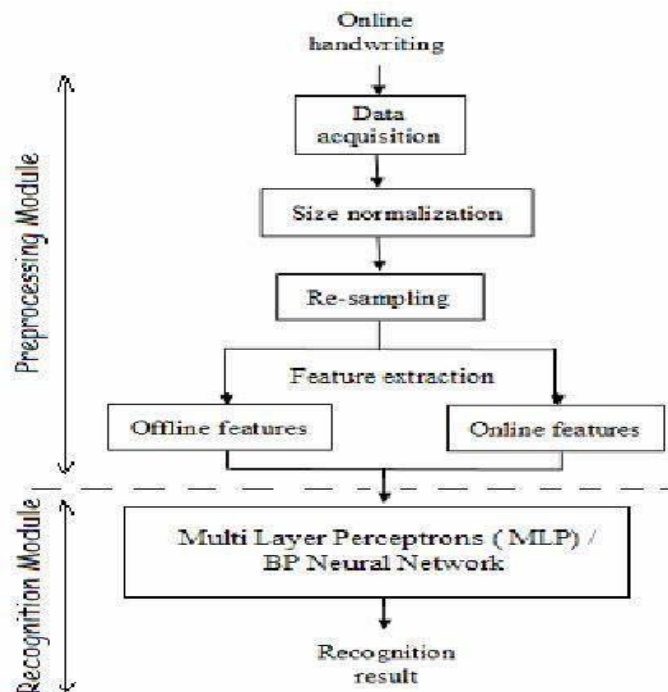 Online
handwriting
Data
acquisition
Size normalization
Re-sampling
Feature extraction
Offline features
Online features
Preprocessing Module
Multi Layer Perceptrons ( MLP) /
BP Neural Network
Recognition
result
Recognition Module